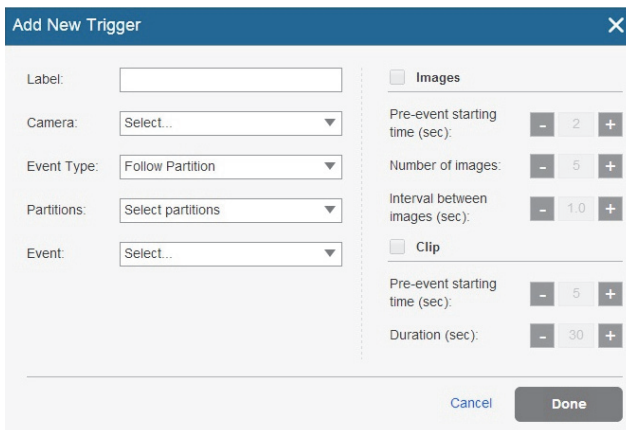 Add New Trigger
Label:
Camera: Select...
Event Type: Follow Partition
Partitions: Select partitions
Event: Select...
Images
Pre-event starting
time (sec): - 2 +
Number of images: - 5 +
Interval between
images (sec): - 1.0 +
Clip
Pre-event starting
time (sec): - 5 +
Duration (sec): - 30 +
Cancel Done